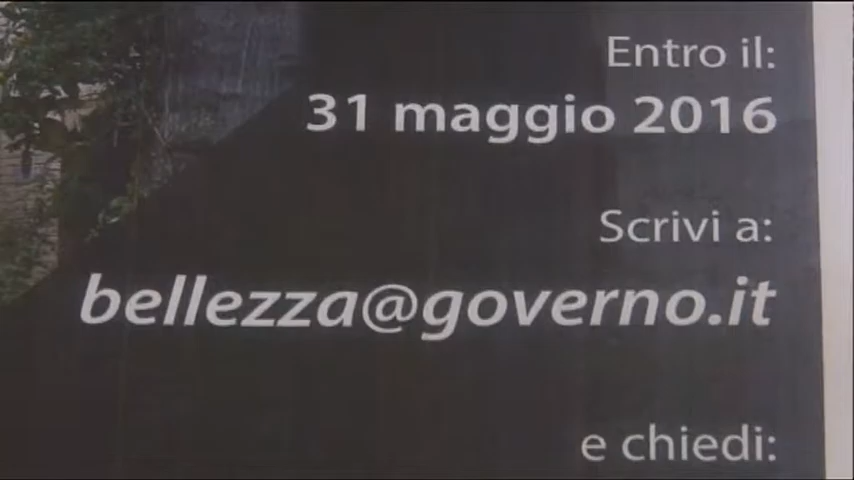 Entro il:
31 maggio 2016
Scrivi a:
bellezza@governo.it
e chiedi: